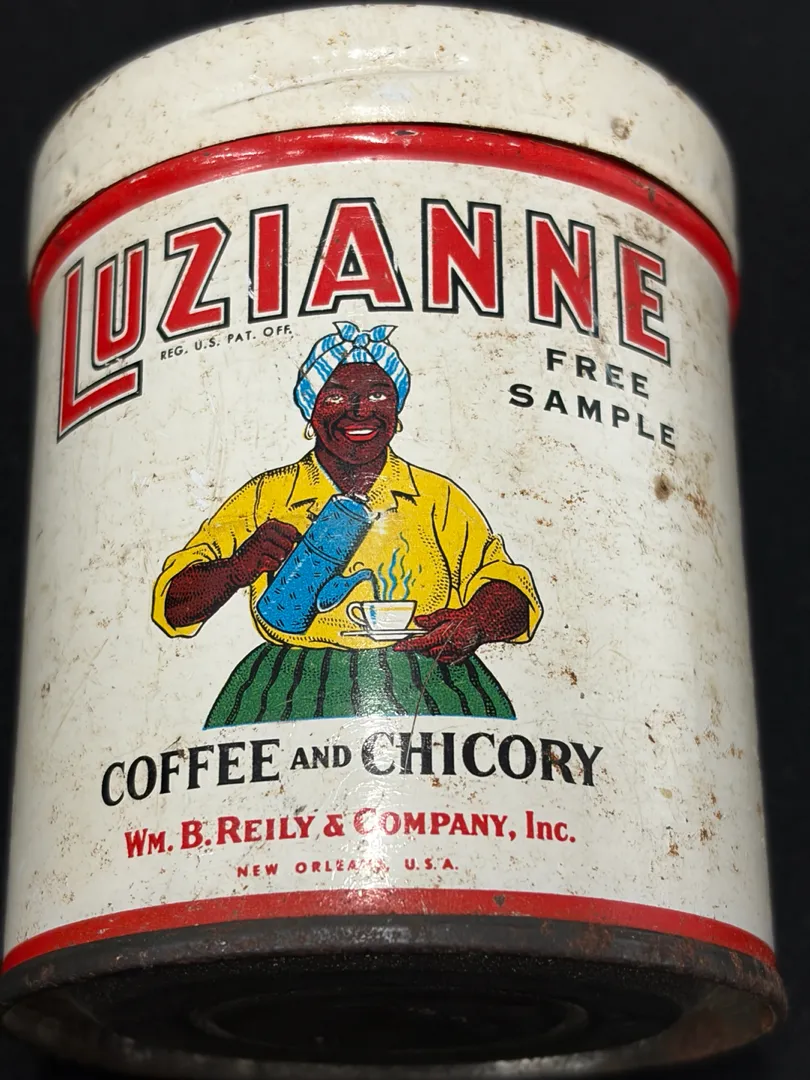 LUZIANNE
REG. U.S. PAT. OFF.
FREE
SAMPLE
COFFEE AND CHICORY
WM. B. REILY & COMPANY, INC.
NEW ORLEANS, U.S.A.